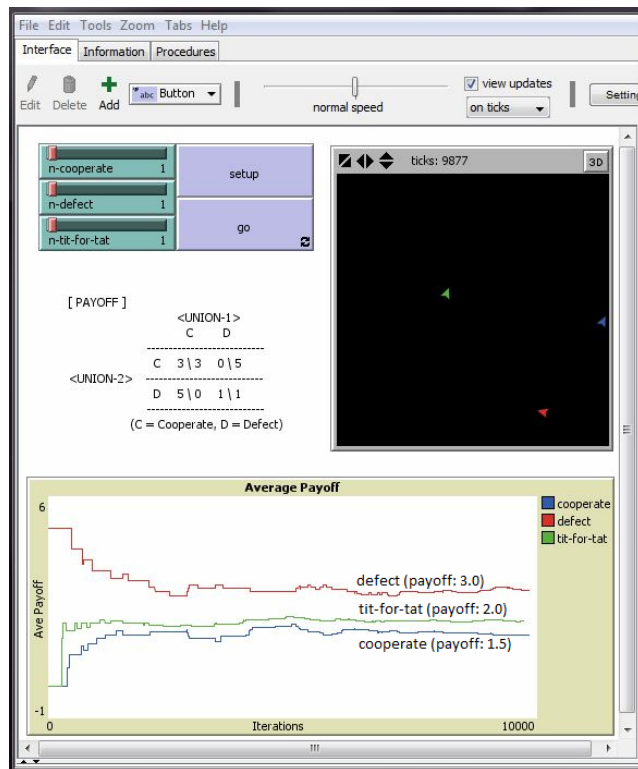 File Edit Tools Zoom Tabs Help
Interface Information Procedures
Edit Delete Add abc Button normal speed view updates on ticks Setting
n-cooperate 1
n-defect 1
n-tit-for-tat 1
setup
go
ticks: 9877 3D
[ PAYOFF ]
<UNION-1>
C D
-------------------------
C 3\3 0\5
<UNION-2> -------------------------
D 5\0 1\1
-------------------------
(C = Cooperate, D = Defect)
Average Payoff
6
Ave Payoff
-1
0 Iterations 10000
defect (payoff: 3.0)
tit-for-tat (payoff: 2.0)
cooperate (payoff: 1.5)
cooperate
defect
tit-for-tat